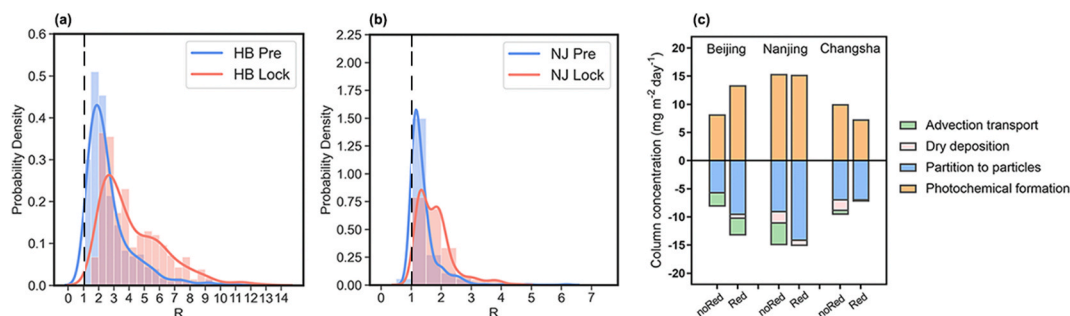 (a)
HB Pre
HB Lock
Probability Density
0.6
0.5
0.4
0.3
0.2
0.1
0.0
0 1 2 3 4 5 6 7 8 9 10 11 12 13 14
R
(b)
NJ Pre
NJ Lock
Probability Density
2.25
2.00
1.75
1.50
1.25
1.00
0.75
0.50
0.25
0.00
0 1 2 3 4 5 6 7
R
(c)
Beijing Nanjing Changsha
Column concentration (mg m⁻² day⁻¹)
20
15
10
5
0
-5
-10
-15
-20
noRed Red noRed Red noRed Red
Advection transport
Dry deposition
Partition to particles
Photochemical formation